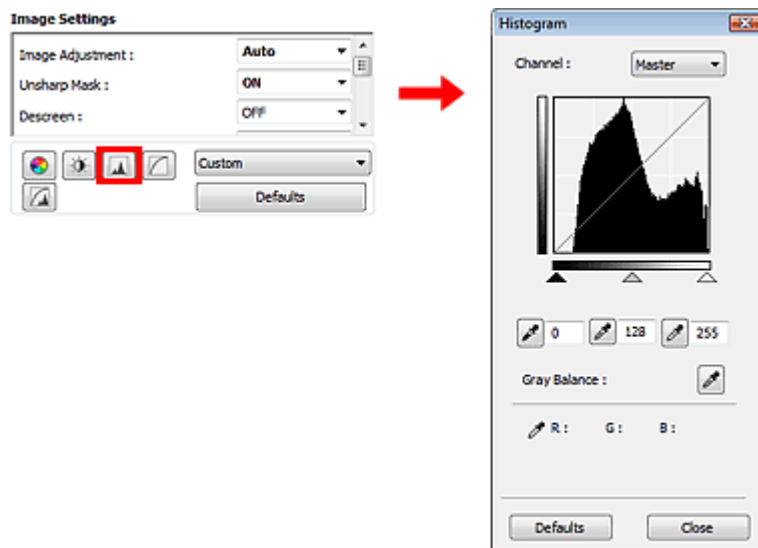 Image Settings
Image Adjustment : Auto
Unsharp Mask : ON
Descreen : OFF
Custom
Defaults
Histogram
Channel : Master
0 128 255
Gray Balance :
R : G : B :
Defaults Close